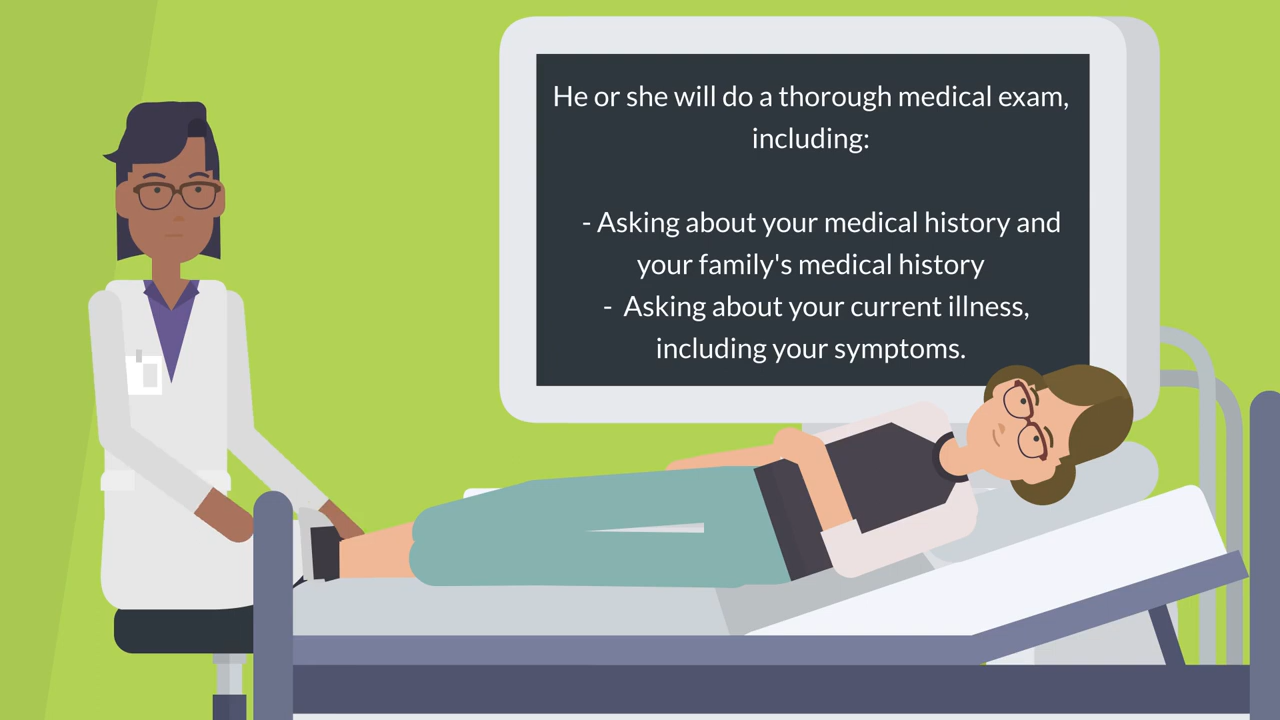 He or she will do a thorough medical exam,
including:
- Asking about your medical history and
your family's medical history
- Asking about your current illness,
including your symptoms.